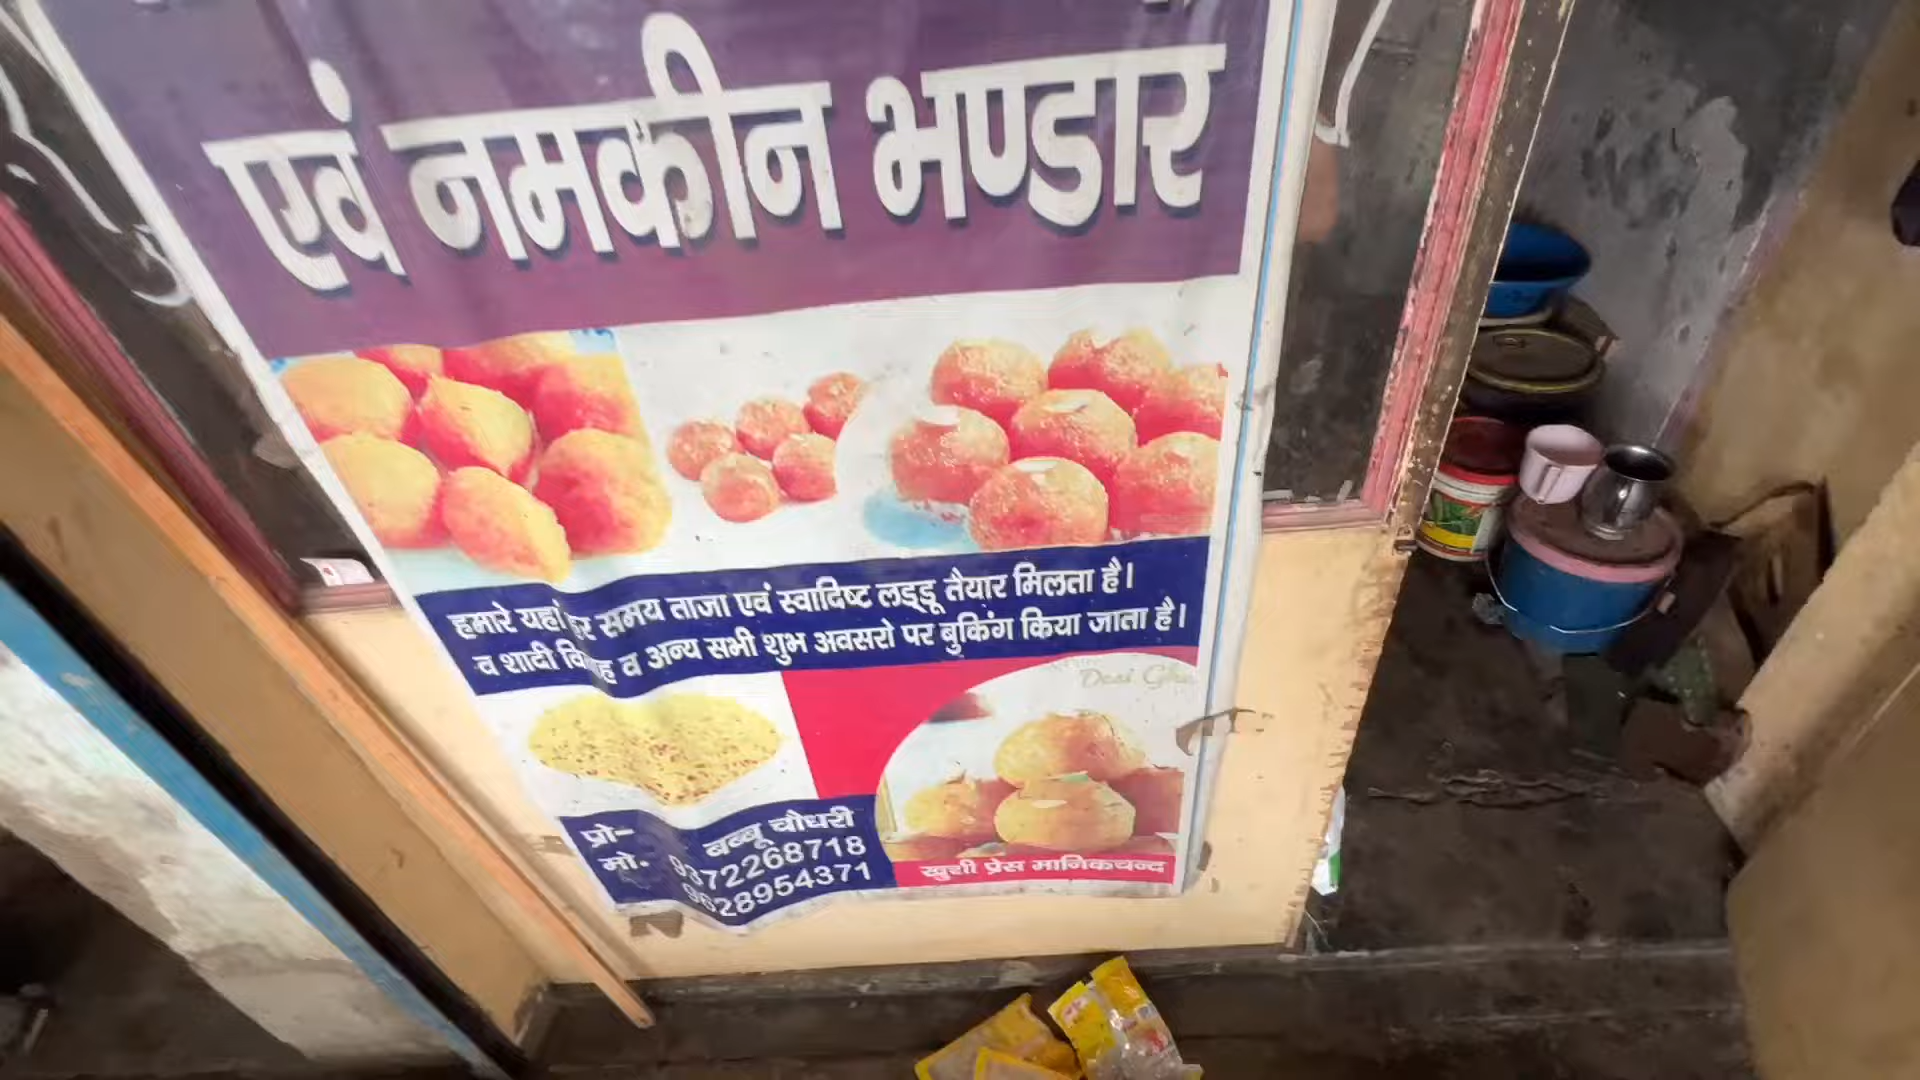 एवं नमकीन भण्डार
हमारे यहां हर समय ताजा एवं स्वादिष्ट लड्डू तैयार मिलता है।
व शादी विवाह व अन्य सभी शुभ अवसरो पर बुकिंग किया जाता है।
Desi Ghe
प्रो- बब्बू चौधरी
मो. 9372268718
9628954371
खुशी प्रेस मानिकचन्द